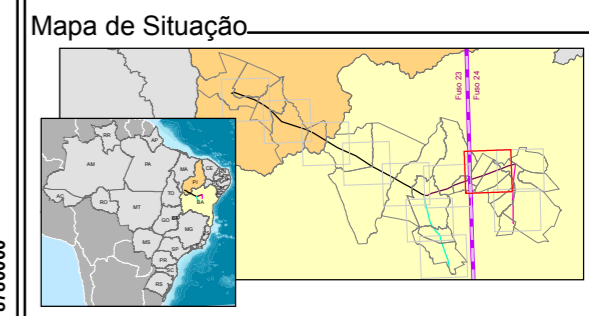 Mapa de Situação
Fuso 23
Fuso 24
RR
AP
AM
PA
MA
CE
PI
AC
TO
RO
BA
MT
GO
MG
MS
SP
PR
SC
RS